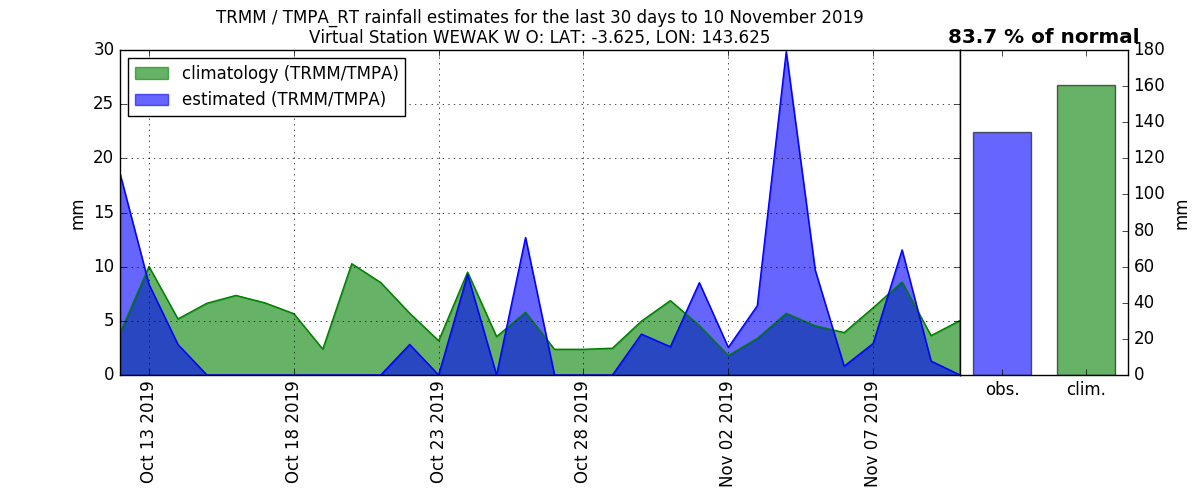 TRMM / TMPA_RT rainfall estimates for the last 30 days to 10 November 2019
Virtual Station WEWAK W O: LAT: -3.625, LON: 143.625
83.7 % of normal
climatology (TRMM/TMPA)
estimated (TRMM/TMPA)
30
25
20
15
10
5
0
mm
Oct 13 2019
Oct 18 2019
Oct 23 2019
Oct 28 2019
Nov 02 2019
Nov 07 2019
obs.
clim.
180
160
140
120
100
80
60
40
20
0
mm